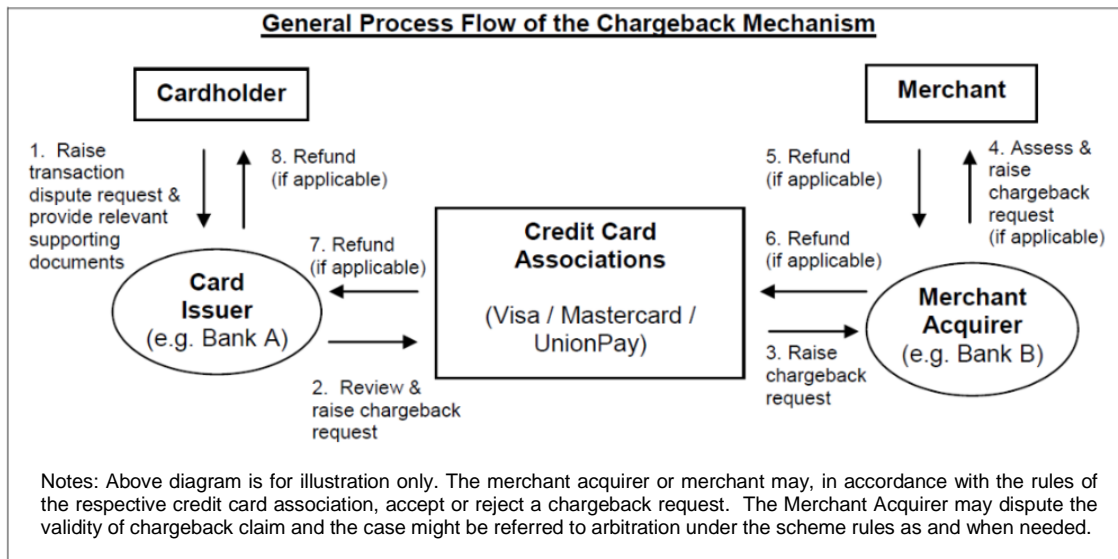 General Process Flow of the Chargeback Mechanism
Cardholder
Merchant
1. Raise
transaction
dispute request &
provide relevant
supporting
documents
8. Refund
(if applicable)
5. Refund
(if applicable)
4. Assess &
raise
chargeback
request
(if applicable)
Credit Card
Associations
(Visa / Mastercard /
UnionPay)
7. Refund
(if applicable)
6. Refund
(if applicable)
Card
Issuer
(e.g. Bank A)
Merchant
Acquirer
(e.g. Bank B)
2. Review &
raise chargeback
request
3. Raise
chargeback
request
Notes: Above diagram is for illustration only. The merchant acquirer or merchant may, in accordance with the rules of
the respective credit card association, accept or reject a chargeback request. The Merchant Acquirer may dispute the
validity of chargeback claim and the case might be referred to arbitration under the scheme rules as and when needed.